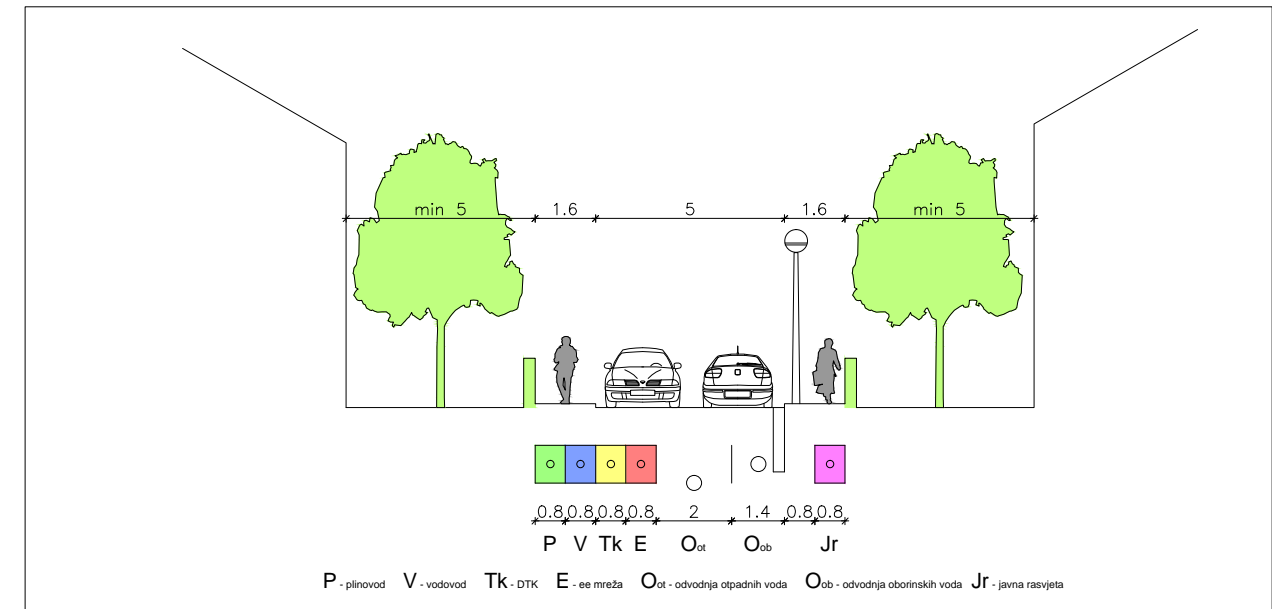 min 5 1.6 5 1.6 min 5
0.8 0.8 0.8 0.8 2 1.4 0.8 0.8
P V Tk E Oot Oob Jr
P - plinovod V - vodovod Tk - DTK E - ee mreža Oot - odvodnja otpadnih voda Oob - odvodnja oborinskih voda Jr - javna rasvjeta